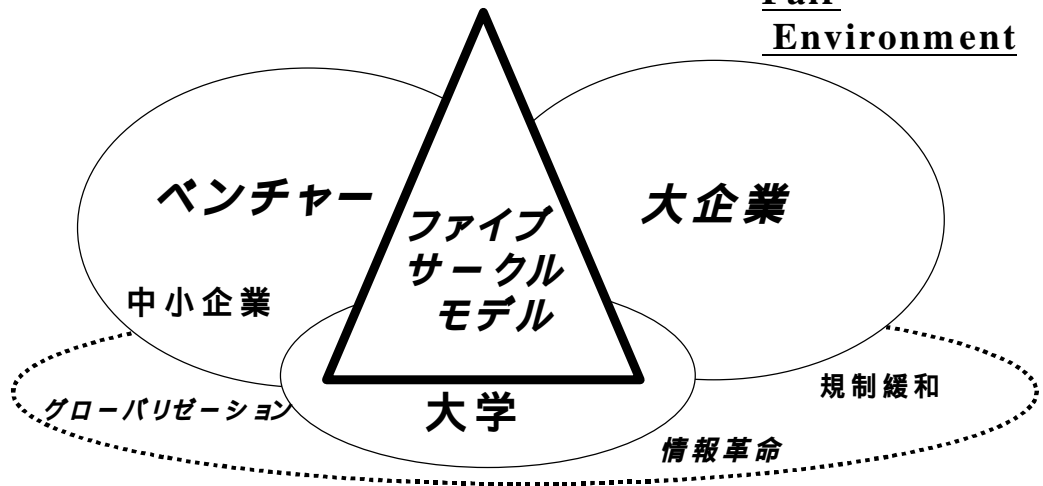 Environment
ベンチャー
大企業
ファイブ
サークル
モデル
中小企業
規制緩和
グローバリゼーション
大学
情報革命